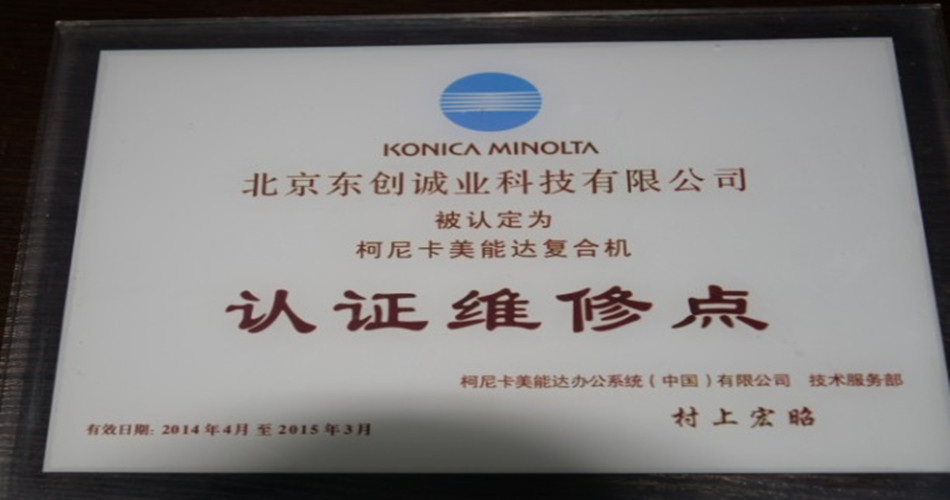 KONICA MINOLTA
北京东创诚业科技有限公司
被认定为
柯尼卡美能达复合机
认证维修点
柯尼卡美能达办公系统（中国）有限公司 技术服务部
村上宏昭
有效日期: 2014年4月 至 2015年3月